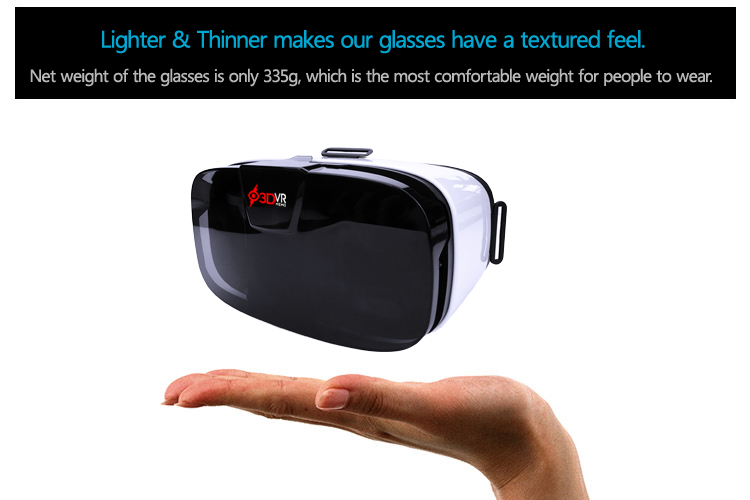 Lighter & Thinner makes our glasses have a textured feel.
Net weight of the glasses is only 335g, which is the most comfortable weight for people to wear.
3DVR